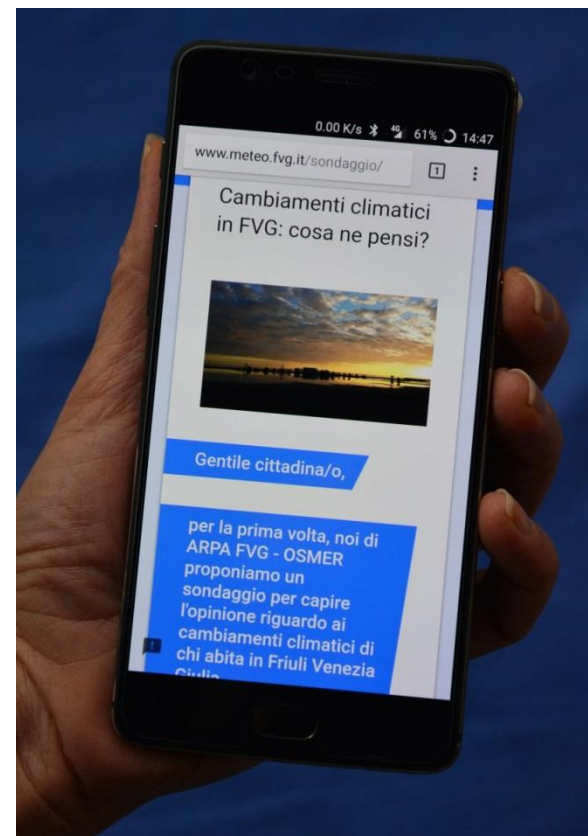 0.00 K/s 4G 61% 14:47
www.meteo.fvg.it/sondaggio/ 1
Cambiamenti climatici
in FVG: cosa ne pensi?
Gentile cittadina/o,
per la prima volta, noi di
ARPA FVG - OSMER
proponiamo un
sondaggio per capire
l'opinione riguardo ai
cambiamenti climatici di
chi abita in Friuli Venezia
Giulia